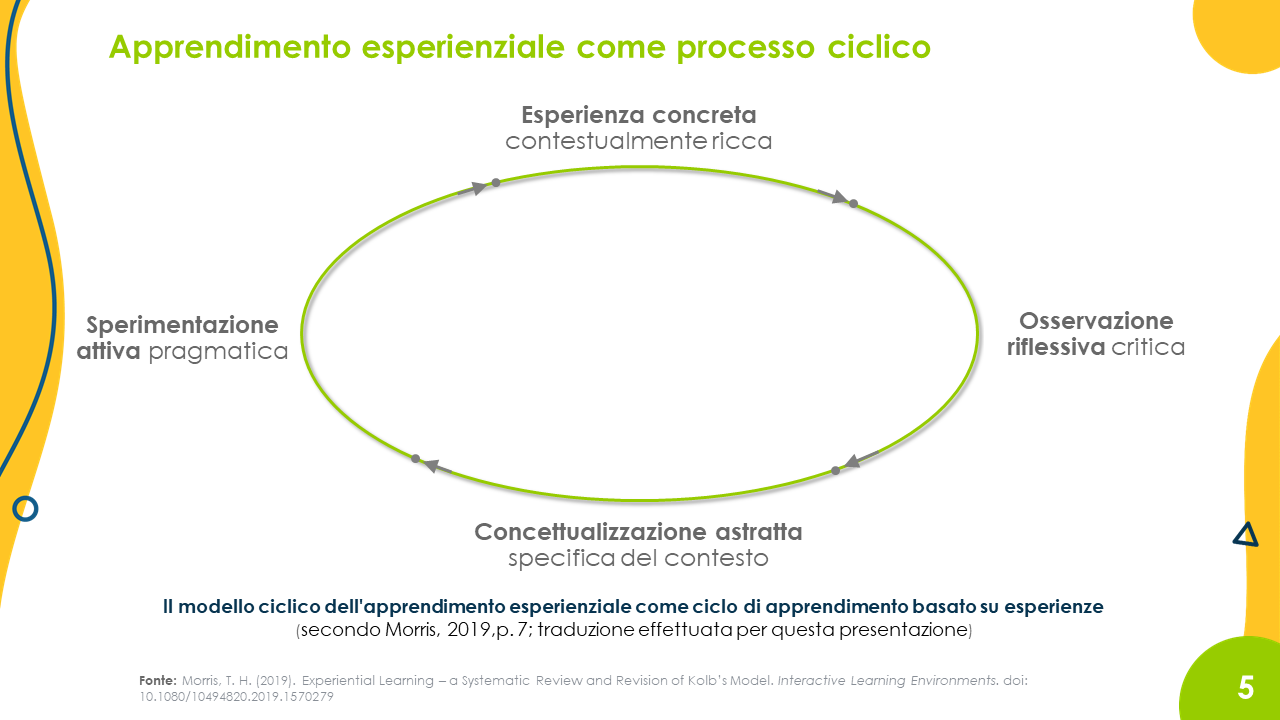 Apprendimento esperienziale come processo ciclico
Esperienza concreta
contestualmente ricca
Sperimentazione
attiva pragmatica
Osservazione
riflessiva critica
Concettualizzazione astratta
specifica del contesto
Il modello ciclico dell'apprendimento esperienziale come ciclo di apprendimento basato su esperienze
(secondo Morris, 2019,p. 7; traduzione effettuata per questa presentazione)
Fonte: Morris, T. H. (2019). Experiential Learning – a Systematic Review and Revision of Kolb’s Model. Interactive Learning Environments. doi:
10.1080/10494820.2019.1570279
5